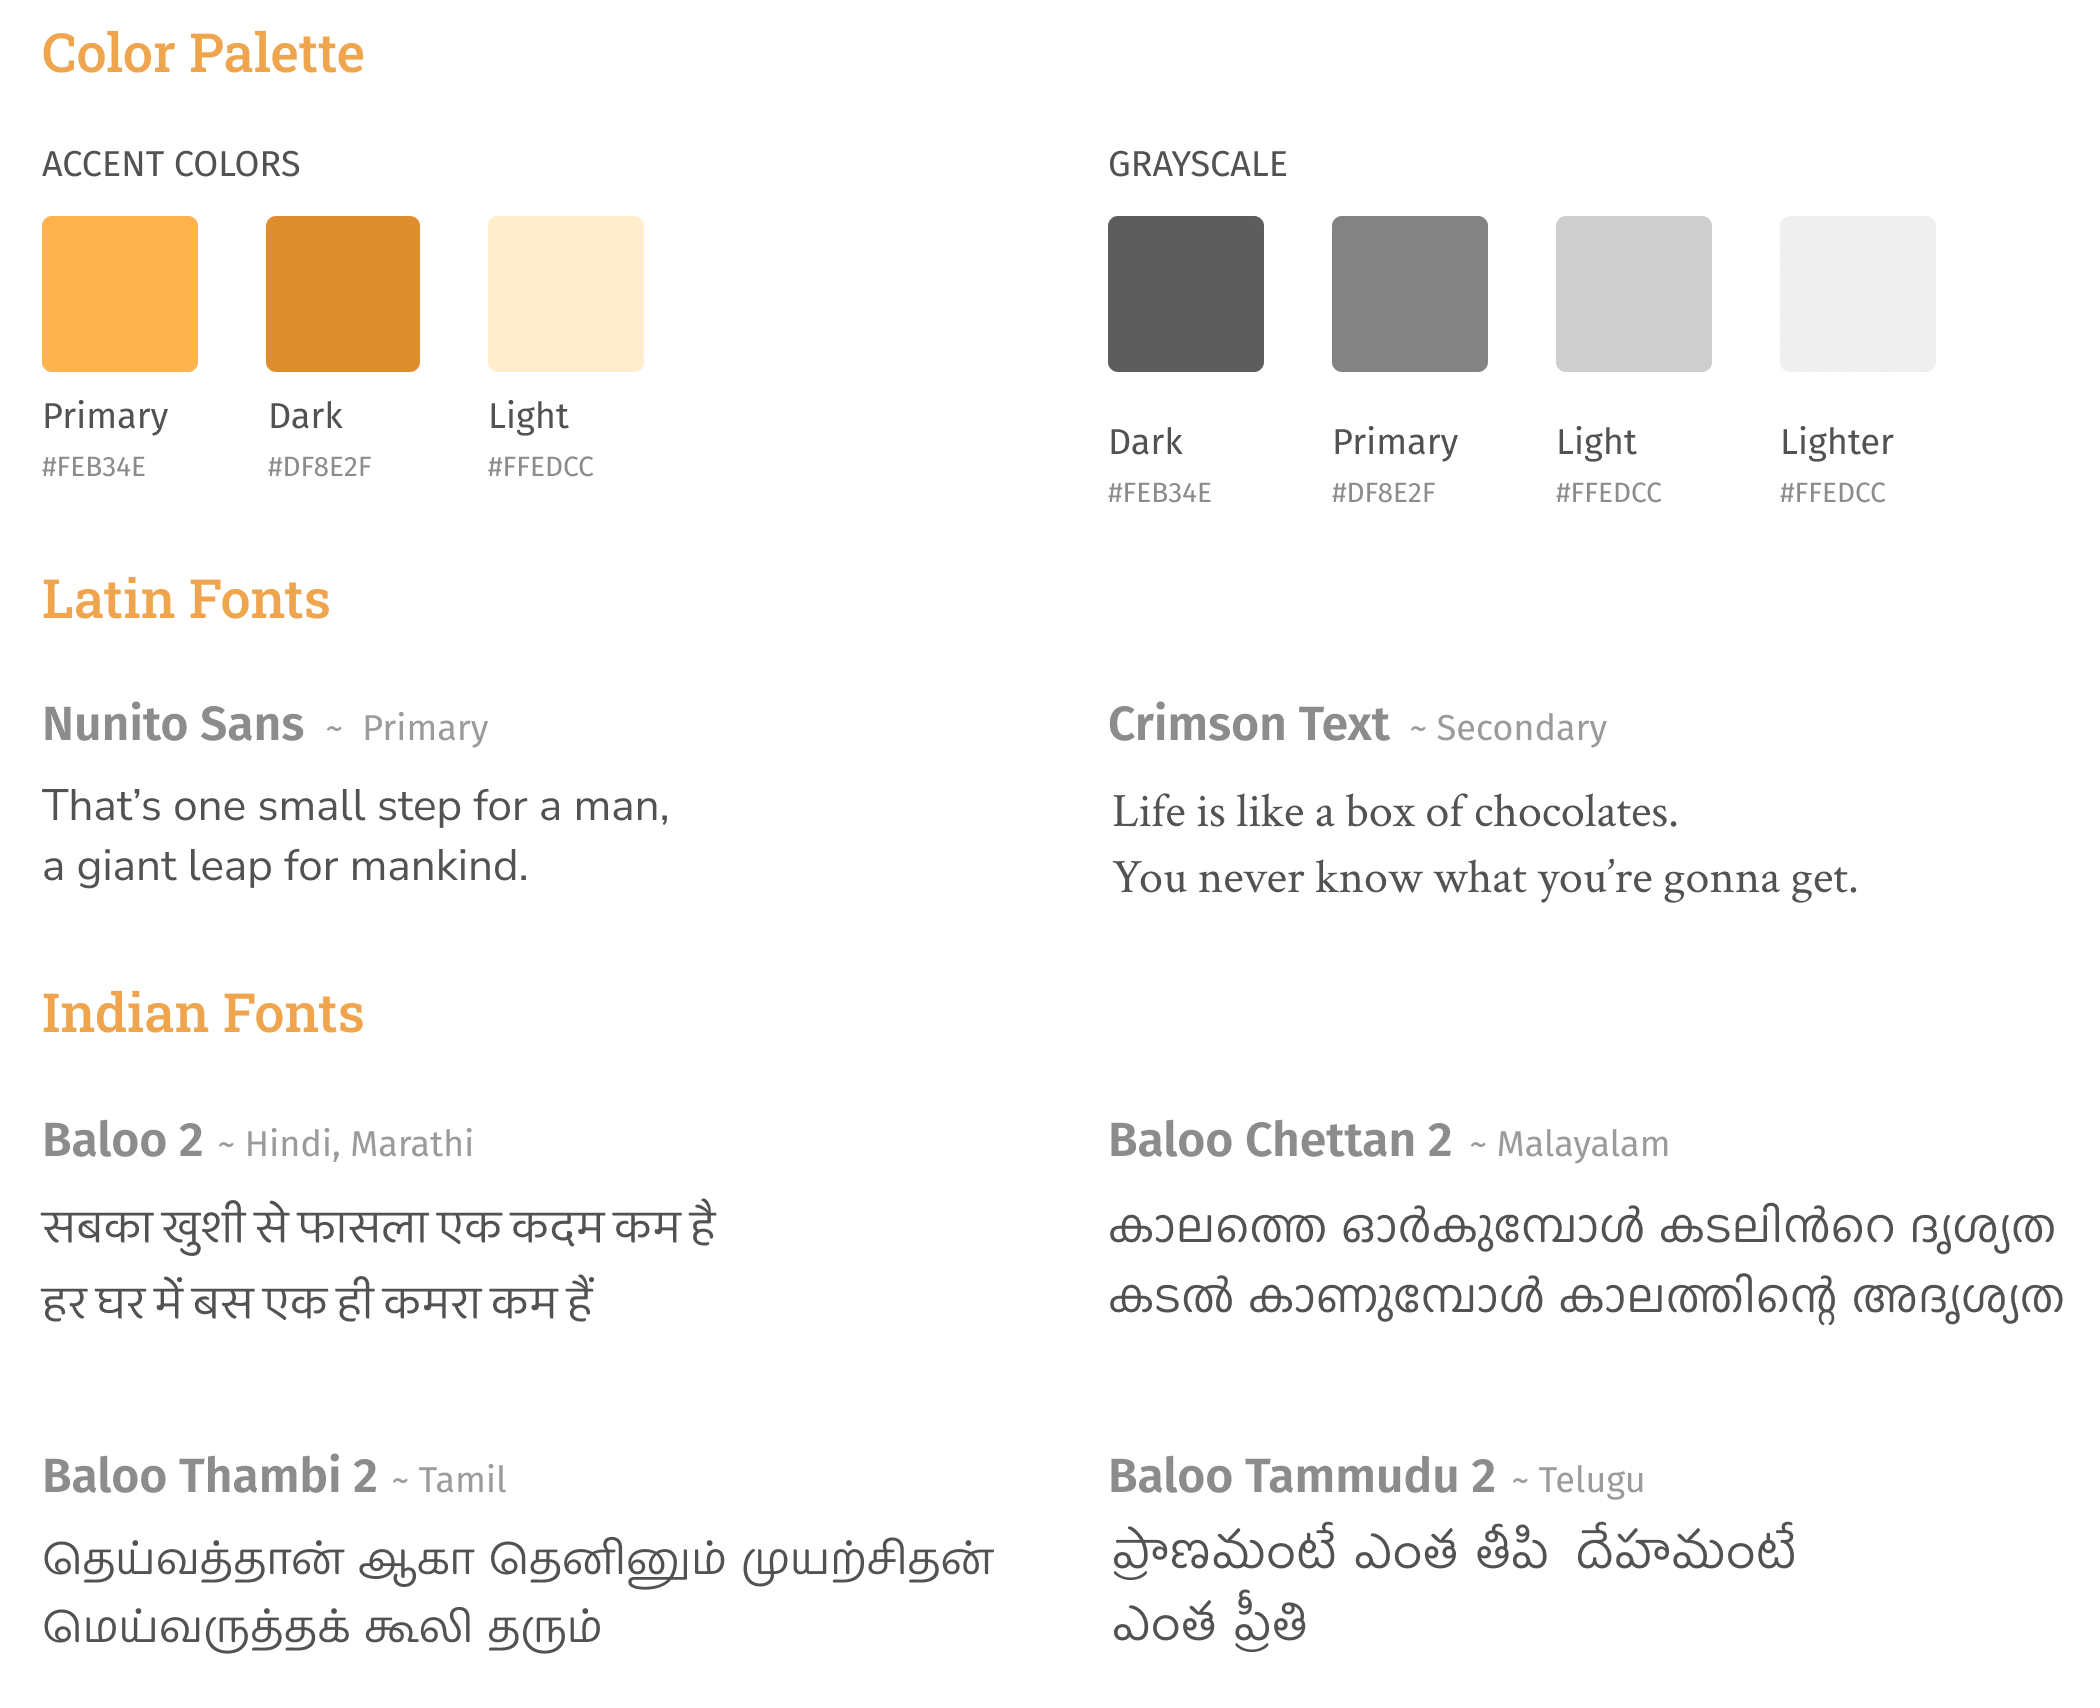 Color Palette
ACCENT COLORS
Primary
#FEB34E
Dark
#DF8E2F
Light
#FFEDCC
GRAYSCALE
Dark
#FEB34E
Primary
#DF8E2F
Light
#FFEDCC
Lighter
#FFEDCC
Latin Fonts
Nunito Sans ~ Primary
That’s one small step for a man,
a giant leap for mankind.
Crimson Text ~ Secondary
Life is like a box of chocolates.
You never know what you’re gonna get.
Indian Fonts
Baloo 2 ~ Hindi, Marathi
सबका खुशी से फासला एक कदम कम है
हर घर में बस एक ही कमरा कम हैं
Baloo Chettan 2 ~ Malayalam
കാലത്തെ ഓർകുമ്പോൾ കടലിൻറെ ദൃശ്യത
കടൽ കാണുമ്പോൾ കാലത്തിന്റെ അദൃശ്യത
Baloo Thambi 2 ~ Tamil
தெய்வத்தான் ஆகா தெனினும் முயற்சிதன்
மெய்வருத்தக் கூலி தரும்
Baloo Tammudu 2 ~ Telugu
ప్రాణమంటే ఎంత తీపి దేహమంటే
ఎంత ప్రీతి